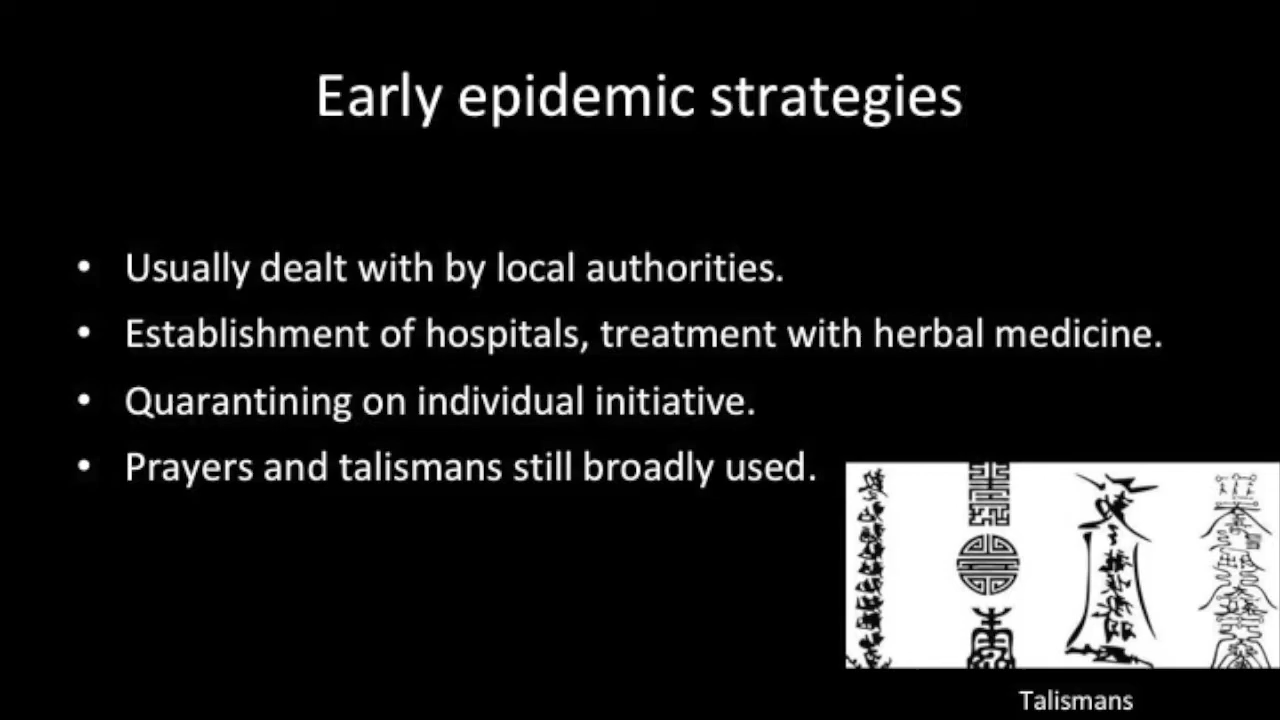 Early epidemic strategies
• Usually dealt with by local authorities.
• Establishment of hospitals, treatment with herbal medicine.
• Quarantining on individual initiative.
• Prayers and talismans still broadly used.
Talismans